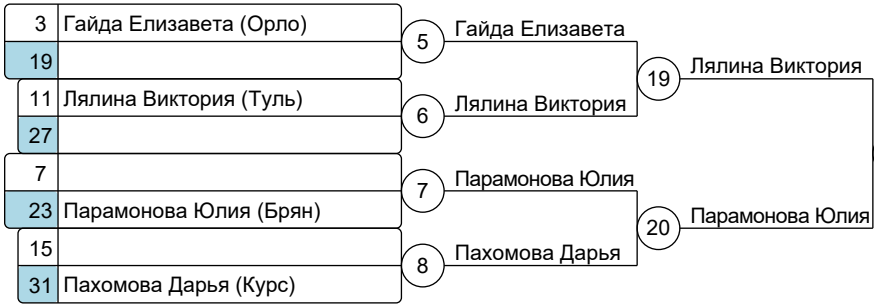 3 Гайда Елизавета (Орло)
5 Гайда Елизавета
19
19 Лялина Виктория
11 Лялина Виктория (Туль)
6 Лялина Виктория
27
7
7 Парамонова Юлия
23 Парамонова Юлия (Брян)
20 Парамонова Юлия
15
8 Пахомова Дарья
31 Пахомова Дарья (Курс)